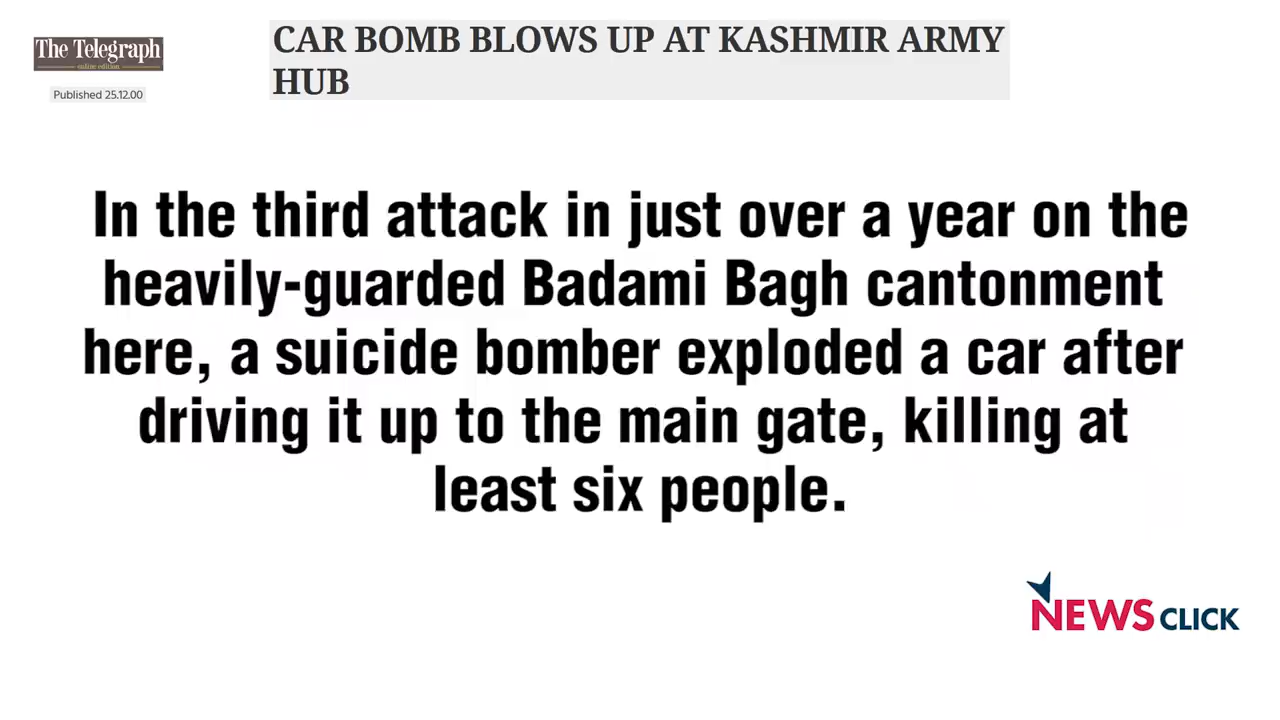 The Telegraph
online edition
Published 25.12.00
CAR BOMB BLOWS UP AT KASHMIR ARMY
HUB
In the third attack in just over a year on the
heavily-guarded Badami Bagh cantonment
here, a suicide bomber exploded a car after
driving it up to the main gate, killing at
least six people.
NEWSCLICK